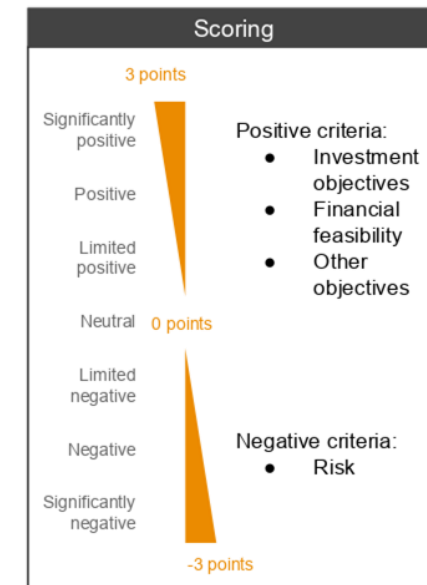 Scoring
3 points
Significantly
positive
Positive
Limited
positive
Neutral
0 points
Limited
negative
Negative
Significantly
negative
-3 points
Positive criteria:
● Investment
objectives
● Financial
feasibility
● Other
objectives
Negative criteria:
● Risk